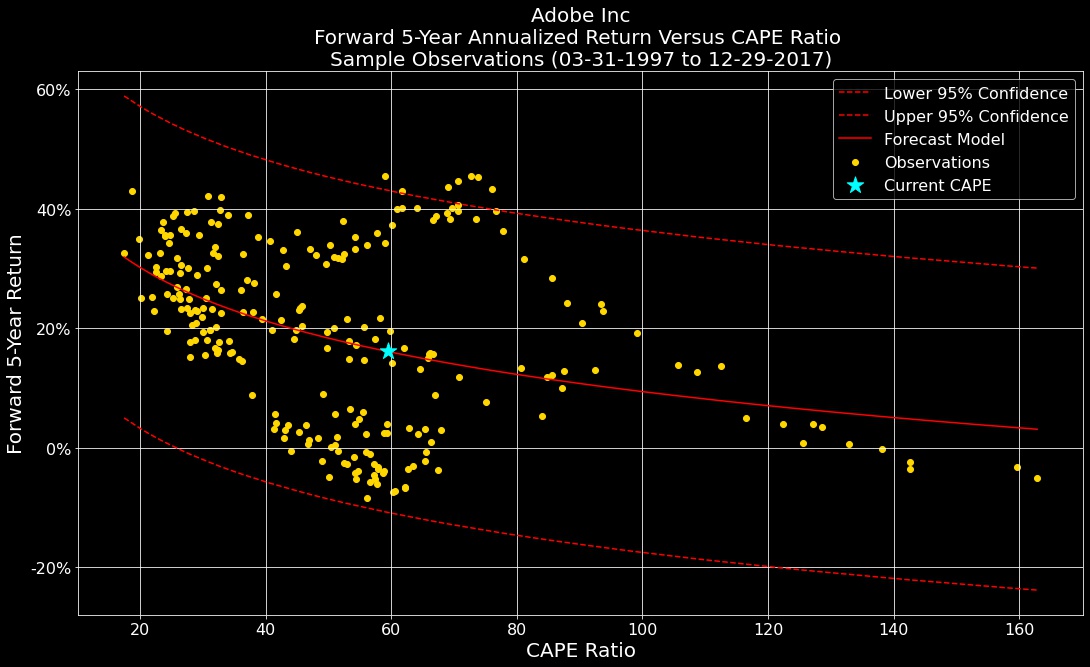 Adobe Inc
Forward 5-Year Annualized Return Versus CAPE Ratio
Sample Observations (03-31-1997 to 12-29-2017)
Lower 95% Confidence
Upper 95% Confidence
Forecast Model
Observations
Current CAPE
Forward 5-Year Return
60%
40%
20%
0%
-20%
20 40 60 80 100 120 140 160
CAPE Ratio